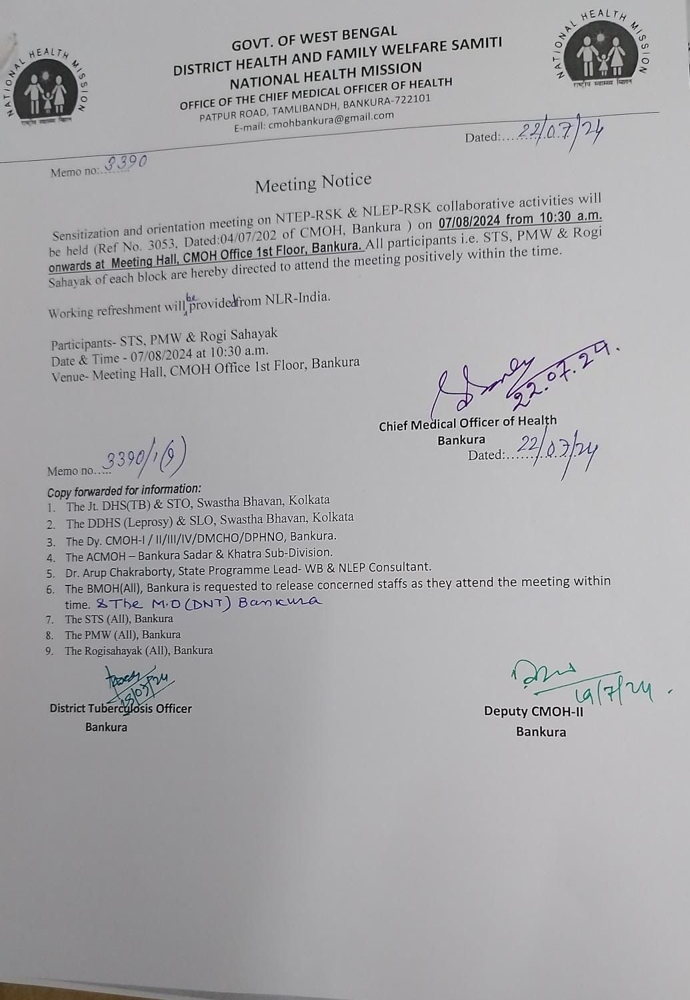 NATIONAL HEALTH MISSION
राष्ट्रीय स्वास्थ्य मिशन
NATIONAL HEALTH MISSION
राष्ट्रीय स्वास्थ्य मिशन
GOVT. OF WEST BENGAL
DISTRICT HEALTH AND FAMILY WELFARE SAMITI
NATIONAL HEALTH MISSION
OFFICE OF THE CHIEF MEDICAL OFFICER OF HEALTH
PATPUR ROAD, TAMLIBANDH, BANKURA-722101
E-mail: cmohbankura@gmail.com
Dated:....22/07/24
Memo no:.3390
Meeting Notice
Sensitization and orientation meeting on NTEP-RSK & NLEP-RSK collaborative activities will
be held (Ref No. 3053, Dated:04/07/202 of CMOH, Bankura ) on 07/08/2024 from 10:30 a.m.
onwards at Meeting Hall, CMOH Office 1st Floor, Bankura. All participants i.e. STS, PMW & Rogi
Sahayak of each block are hereby directed to attend the meeting positively within the time.
Working refreshment will be provided from NLR-India.
Participants- STS, PMW & Rogi Sahayak
Date & Time - 07/08/2024 at 10:30 a.m.
Venue- Meeting Hall, CMOH Office 1st Floor, Bankura
22.07.24.
Chief Medical Officer of Health
Bankura
Dated:....22/07/24
Memo no.....3390/1(9)
Copy forwarded for information:
1. The Jt. DHS(TB) & STO, Swastha Bhavan, Kolkata
2. The DDHS (Leprosy) & SLO, Swastha Bhavan, Kolkata
3. The Dy. CMOH-I / II/III/IV/DMCHO/DPHNO, Bankura.
4. The ACMOH – Bankura Sadar & Khatra Sub-Division.
5. Dr. Arup Chakraborty, State Programme Lead- WB & NLEP Consultant.
6. The BMOH(All), Bankura is requested to release concerned staffs as they attend the meeting within
time. & The M.O (DNT) Bankura
7. The STS (All), Bankura
8. The PMW (All), Bankura
9. The Rogisahayak (All), Bankura
18/07/24
District Tuberculosis Officer
Bankura
19/7/24.
Deputy CMOH-II
Bankura